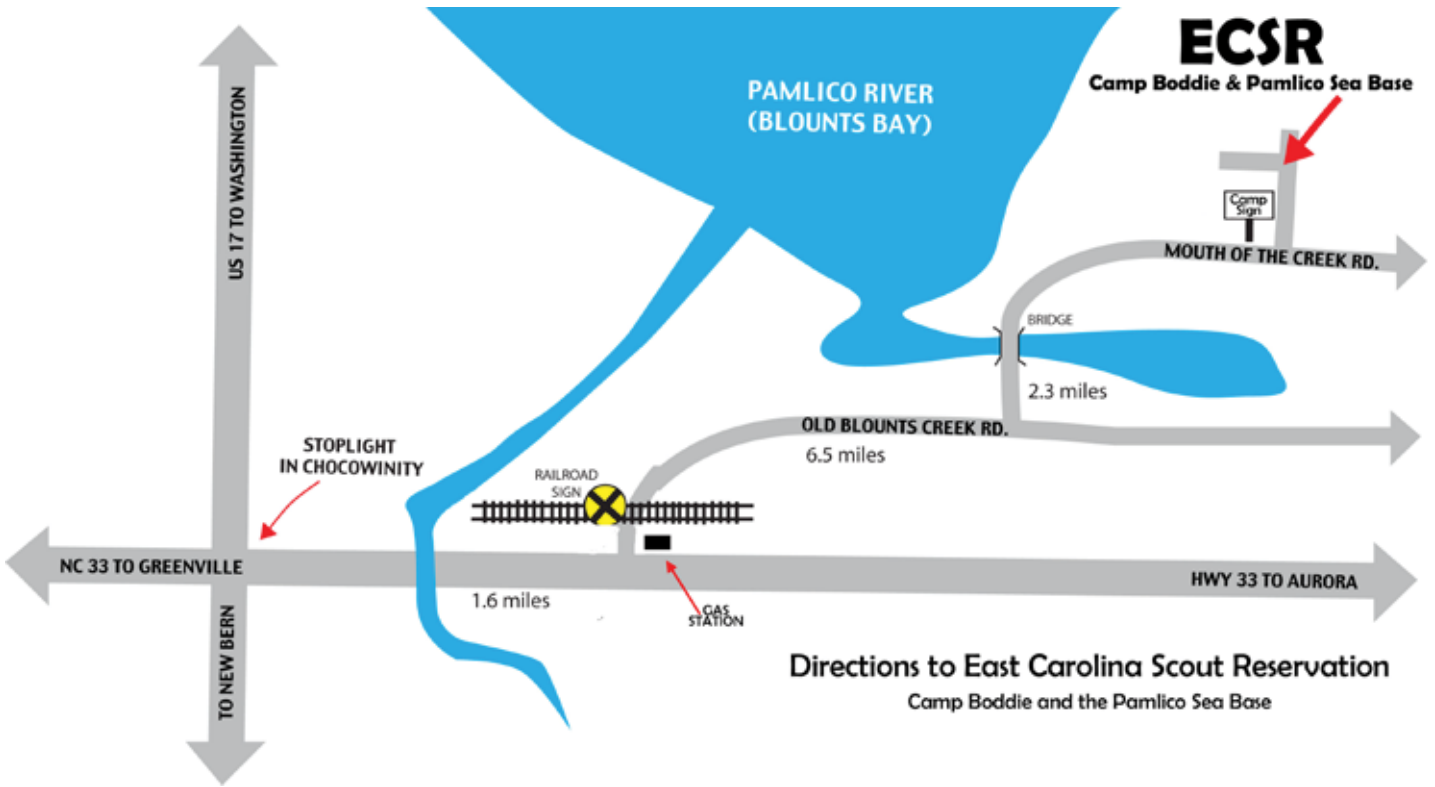 ECSR
Camp Boddie & Pamlico Sea Base
PAMLICO RIVER
(BLOUNTS BAY)
US 17 TO WASHINGTON
Camp
Sign
MOUTH OF THE CREEK RD.
BRIDGE
2.3 miles
OLD BLOUNTS CREEK RD.
6.5 miles
STOPLIGHT
IN CHOCOWINITY
RAILROAD
SIGN
NC 33 TO GREENVILLE
HWY 33 TO AURORA
1.6 miles
GAS
STATION
TO NEW BERN
Directions to East Carolina Scout Reservation
Camp Boddie and the Pamlico Sea Base